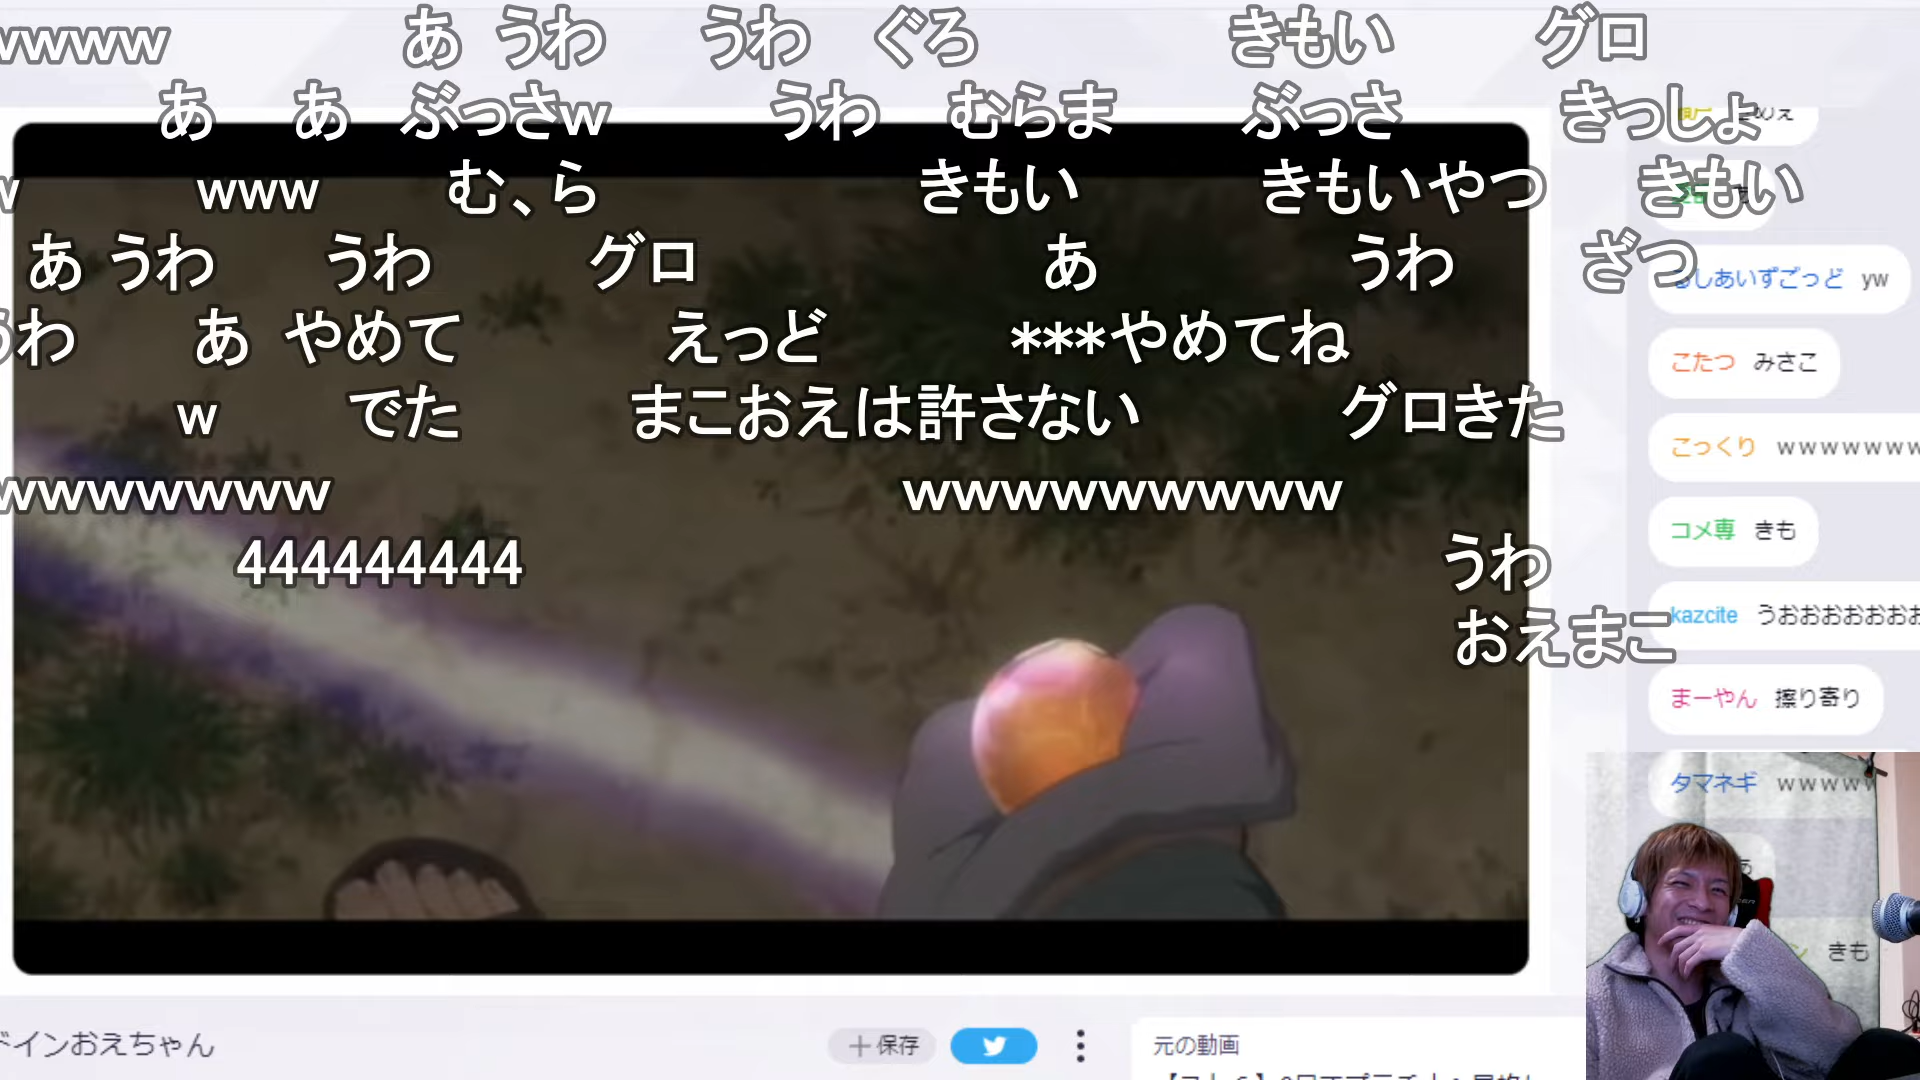 wwww あ うわ うわ ぐろ きもい グロ
あ あ ぶっさw うわ むらま ぶっさ きっしょ
w www む､ら きもい きもいやつ きもい
あ うわ うわ グロ あ うわ ざつ
うわ あ やめて えっど ***やめてね
w でた まこおえは許さない グロきた
wwwwwwww wwwwwwwww
444444444 うわ
おえまこ
しあいずごっど yw
こたつ みさこ
こっくり wwwwwww
コメ専 きも
kazcite うおおおおおおお
まーやん 擦り寄り
タマネギ wwwww
きも
ドインおえちゃん
＋保存
元の動画